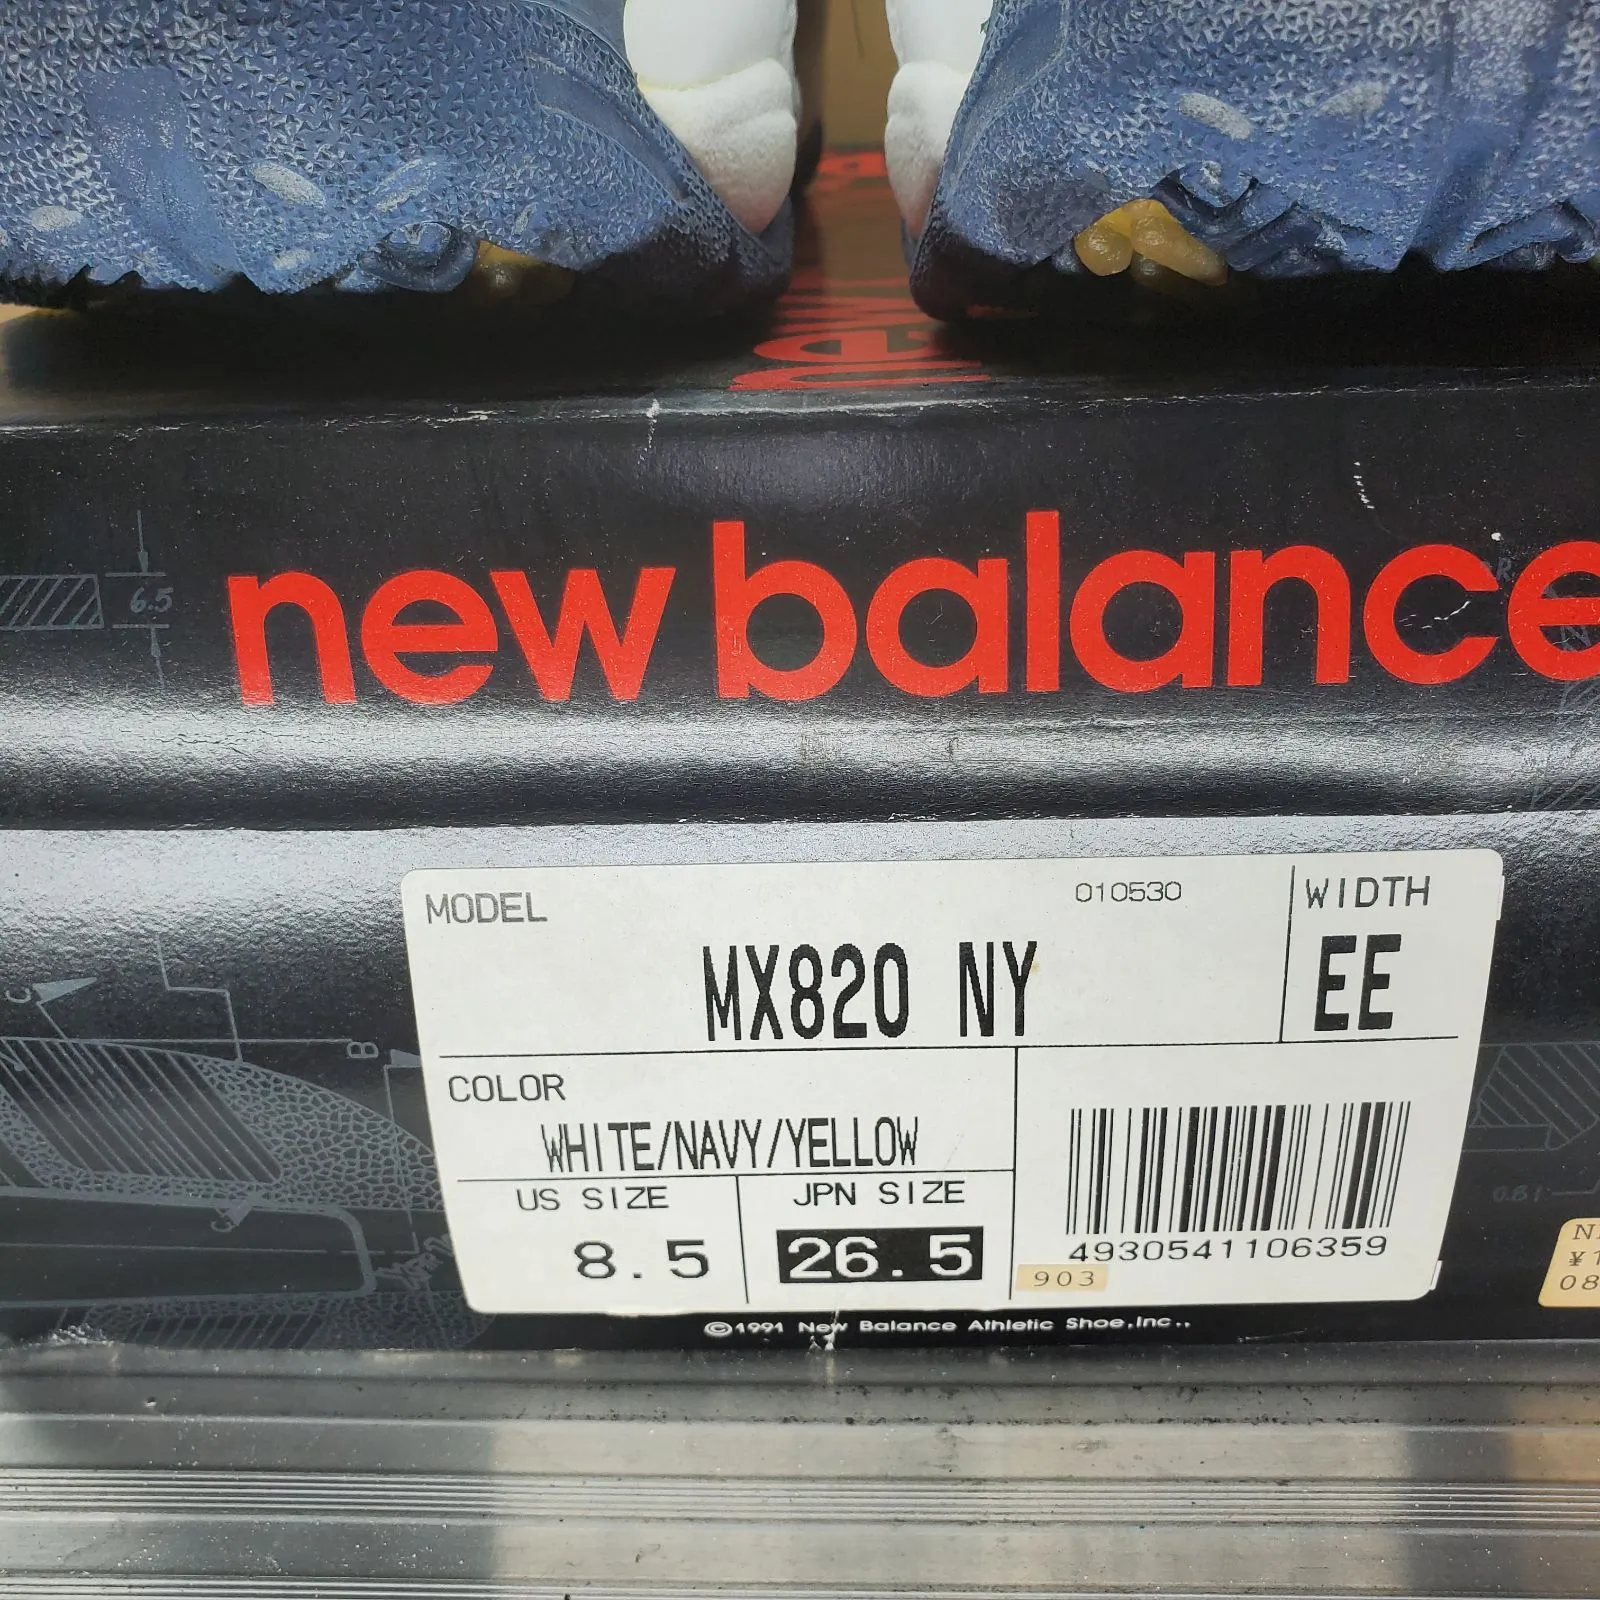 new
new balance
6.5
MODEL
010530
WIDTH
MX820 NY
EE
COLOR
WHITE/NAVY/YELLOW
US SIZE
JPN SIZE
8.5
26.5
4930541106359
903
©1991 New Balance Athletic Shoe,Inc..
C
B